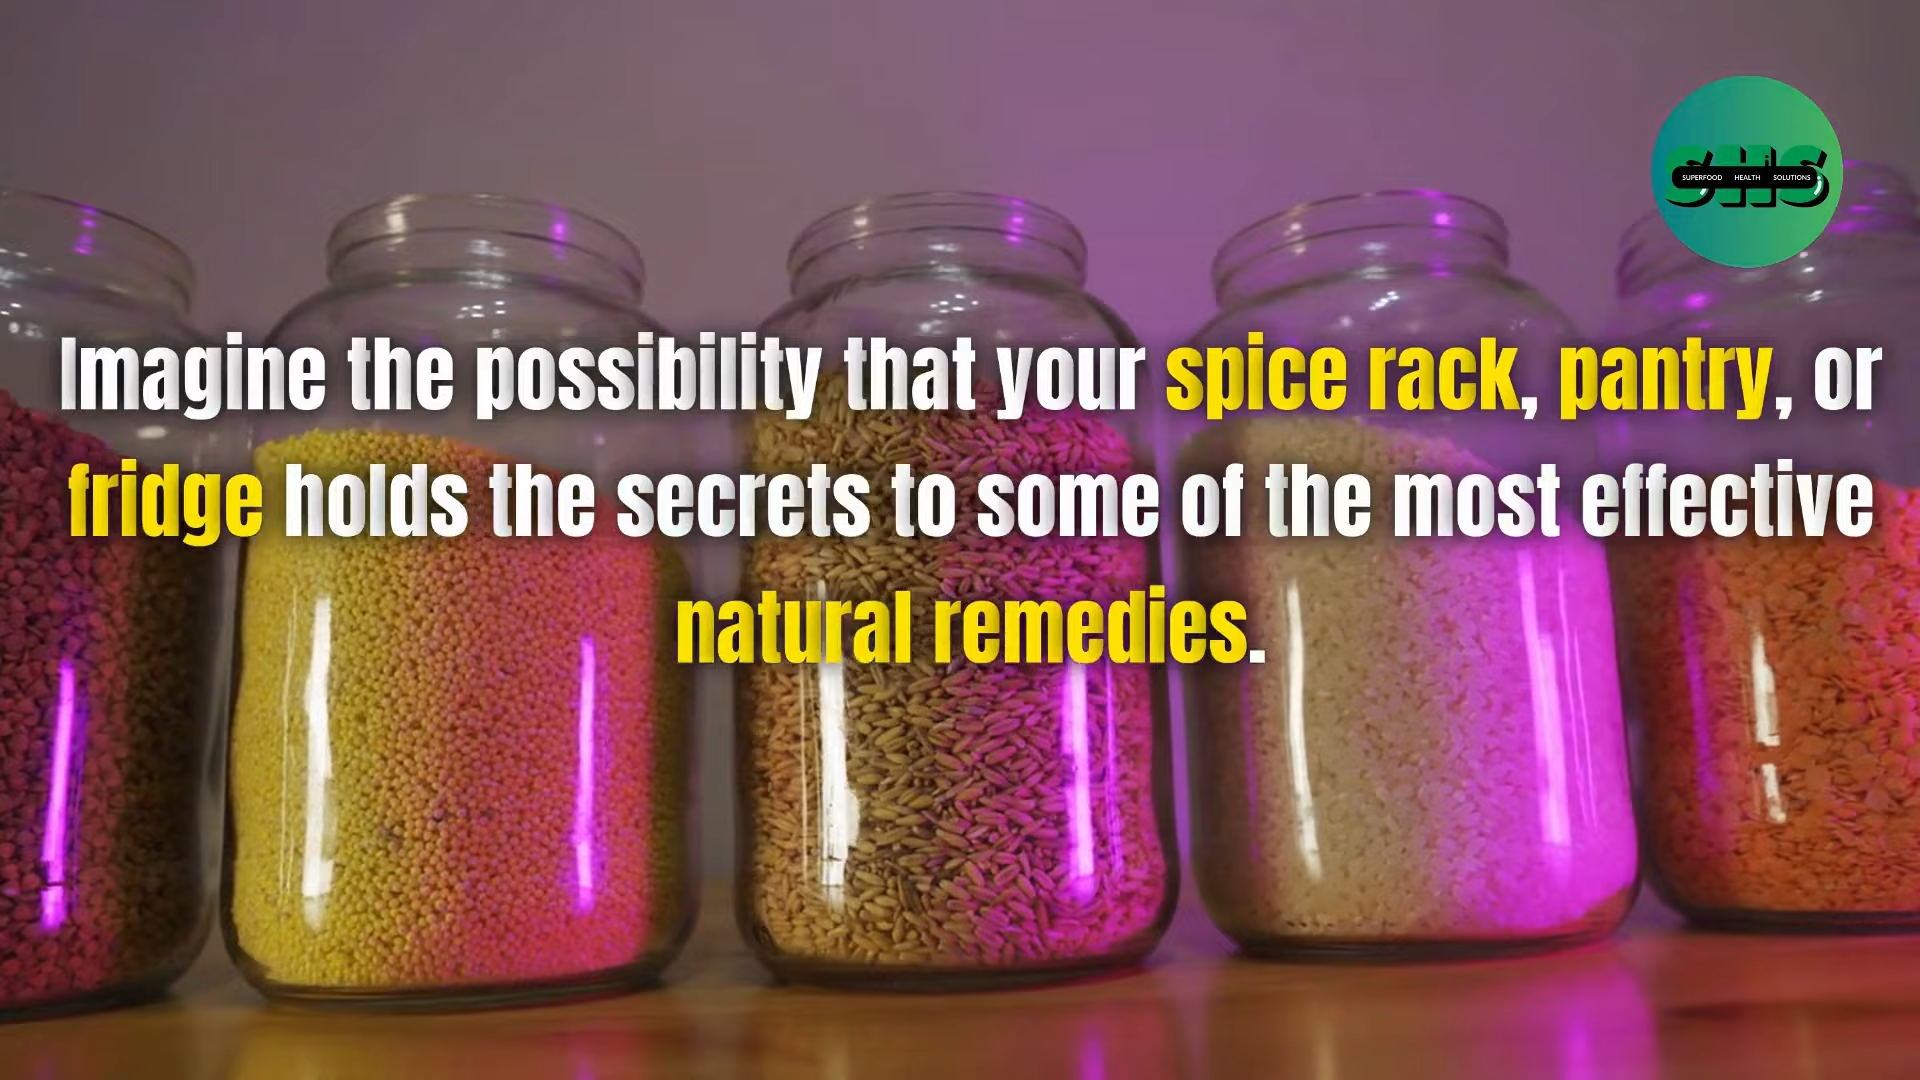 SHS
SUPERFOOD HEALTH SOLUTIONS
Imagine the possibility that your spice rack, pantry, or
fridge holds the secrets to some of the most effective
natural remedies.